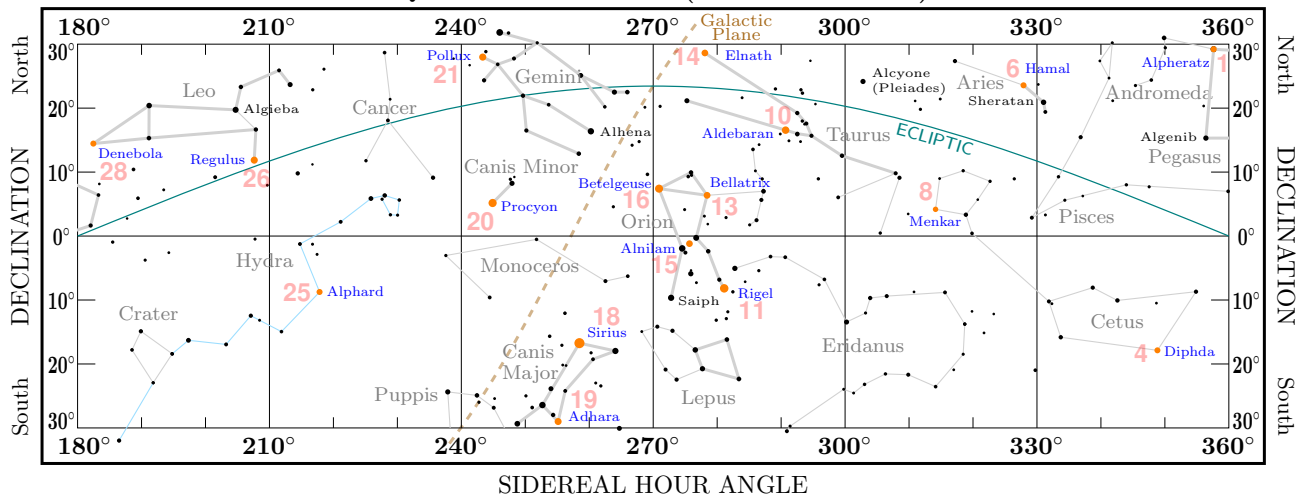 180° 210° 240° 270° 300° 330° 360°
Galactic
Plane
North
30°
20°
10°
0°
10°
20°
30°
DECLINATION
South
Pollux
21
14
Elnath
6
Hamal
Alpheratz
1
Gemini
Leo
Cancer
Alcyone
(Pleiades)
Aries
Sheratan
Andromeda
Algieba
Alhena
10
Aldebaran
Taurus
ECLIPTIC
Algenib
Pegasus
Denebola
28
Regulus
26
Canis Minor
Betelgeuse
16
Bellatrix
13
8
Menkar
Procyon
20
Orion
Pisces
Alnilam
15
Hydra
Monoceros
25
Alphard
Saiph
Rigel
11
Crater
18
Sirius
Canis
Major
Eridanus
Cetus
4
Diphda
Puppis
19
Adhara
Lepus
North
30°
20°
10°
0°
10°
20°
30°
DECLINATION
South
180° 210° 240° 270° 300° 330° 360°
SIDEREAL HOUR ANGLE